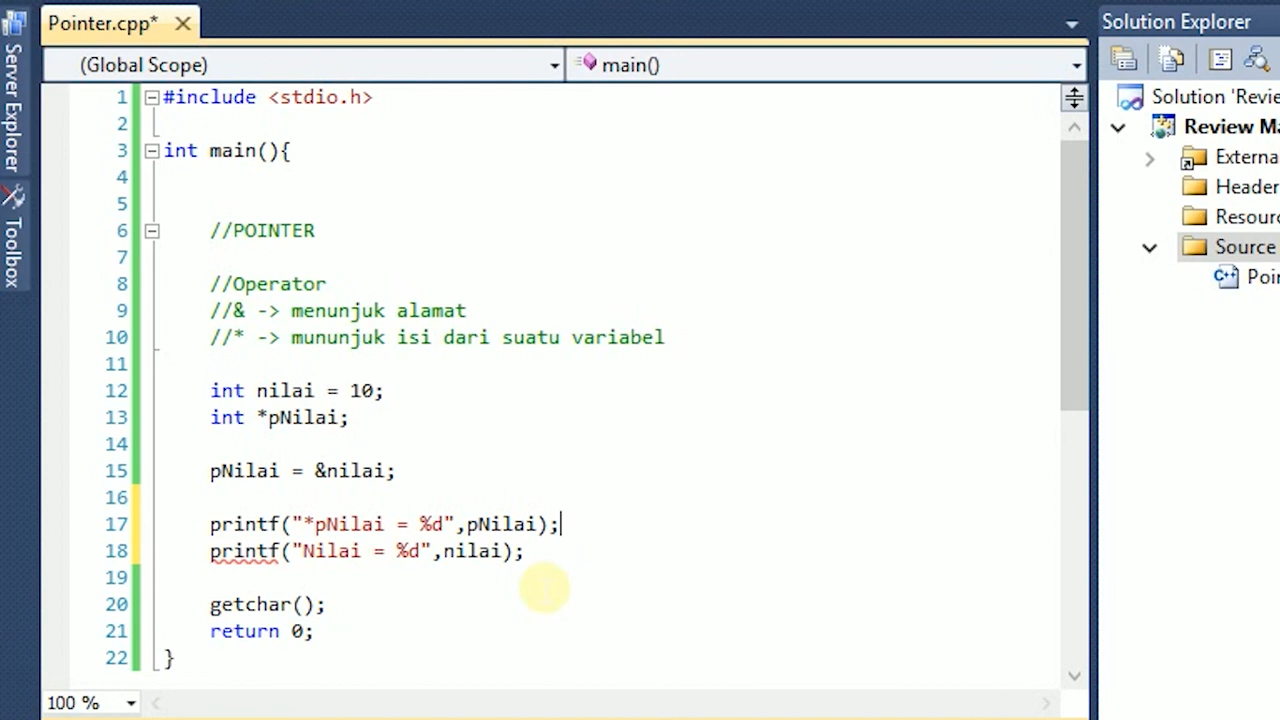 Pointer.cpp*
Solution Explorer
Server Explorer
Toolbox
(Global Scope)
main()
1 #include <stdio.h>
2
3 int main(){
4
5
6 //POINTER
7
8 //Operator
9 //& -> menunjuk alamat
10 //* -> mununjuk isi dari suatu variabel
11
12 int nilai = 10;
13 int *pNilai;
14
15 pNilai = &nilai;
16
17 printf("*pNilai = %d",pNilai);
18 printf("Nilai = %d",nilai);
19
20 getchar();
21 return 0;
22 }
100 %
Solution 'Revie
Review Ma
Externa
Header
Resourc
Source
Poin